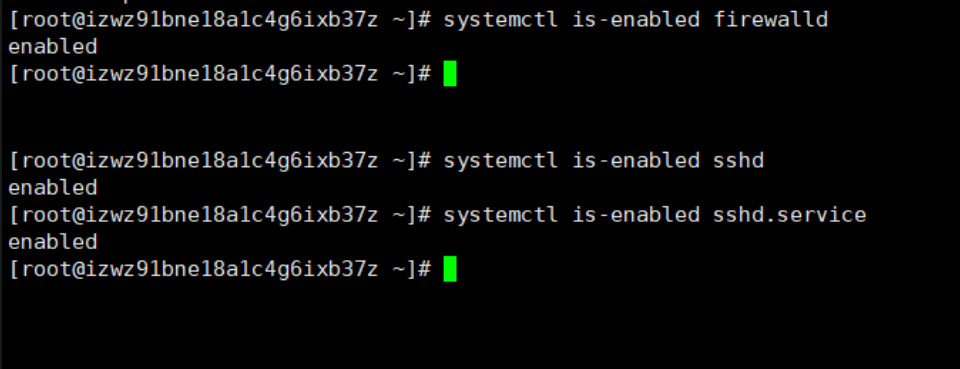 [root@izwz91bne18a1c4g6ixb37z ~]# systemctl is-enabled firewalld
enabled
[root@izwz91bne18a1c4g6ixb37z ~]#
[root@izwz91bne18a1c4g6ixb37z ~]# systemctl is-enabled sshd
enabled
[root@izwz91bne18a1c4g6ixb37z ~]# systemctl is-enabled sshd.service
enabled
[root@izwz91bne18a1c4g6ixb37z ~]#